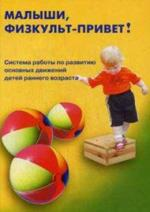 МАЛЫШИ,
ФИЗКУЛЬТ-ПРИВЕТ!
Система работы по развитию
основных движений
детей раннего возраста